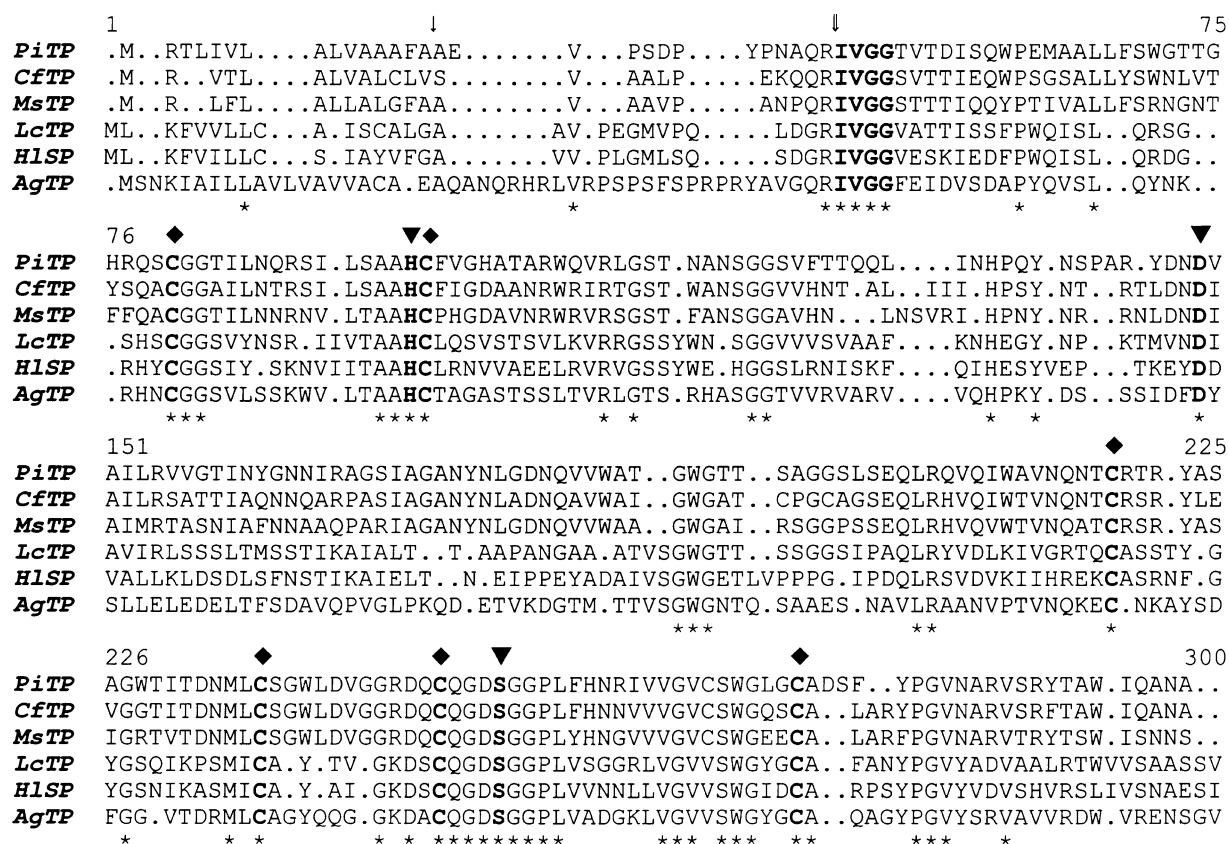 1 ↓ ⇓ 75
PiTP .M..RTLIVL....ALVAAAFAAE.......V...PSDP....YPNAQRIVGGTVTDISQWPEMAALLFSWGTTG
CfTP .M..R..VTL....ALVALCLVS........V...AALP....EKQQRIVGGSVTTIEQWPSGSALLYSWNLVT
MsTP .M..R..LFL....ALLALGFAA........V...AAVP....ANPQRIVGGSTTTIQQYPTIVALLFSRNGNT
LcTP ML..KFVVLLC...A.ISCALGA.......AV.PEGMVPQ.....LDGRIVGGVATTISSFPWQISL..QRSG..
HlSP ML..KFVILLC...S.IAYVFGA.......VV.PLGMLSQ.....SDGRIVGGVESKIEDFPWQISL..QRDG..
AgTP .MSNKIAILLAVLVAVVACA.EAQANQRHRLVRPSPSFSPRPRYAVGQRIVGGFEIDVSDAPYQVSL..QYNK..
* * ***** * *
76 ◆ ▼ ◆ ▼
PiTP HRQSCGGTILNQRSI.LSAAHCFVGHATARWQVRLGST.NANSGGSVFTTQQL....INHPQY.NSPAR.YDNDV
CfTP YSQACGGAILNTRSI.LSAAHCFIGDAANRWRIRTGST.WANSGGVVHNT.AL..III.HPSY.NT..RTLDNDI
MsTP FFQACGGTILNNRNV.LTAAHCPHGDAVNRWRVRSGST.FANSGGAVHN...LNSVRI.HPNY.NR..RNLDNDI
LcTP .SHSCGGSVYNSR.IIVTAAHCLQSVSTSVLKVRRGSSYWN.SGGVVVSVAAF....KNHEGY.NP..KTMVNDI
HlSP .RHYCGGSIY.SKNVIITAAHCLRNVVAEELRVRVGSSYWE.HGGSLRNISKF....QIHESYVEP...TKEYDD
AgTP .RHNCGGSVLSSKWV.LTAAHCTAGASTSSLTVRLGTS.RHASGGTVVRVARV....VQHPKY.DS..SSIDFDY
*** **** * * ** * * *
151 ◆ 225
PiTP AILRVVGTINYGNNIRAGSIAGANYNLGDNQVVWAT..GWGTT..SAGGSLSEQLRQVQIWAVNQNTCRTR.YAS
CfTP AILRSATTIAQNNQARPASIAGANYNLADNQAVWAI..GWGAT..CPGCAGSEQLRHVQIWTVNQNTCRSR.YLE
MsTP AIMRTASNIAFNNAAQPARIAGANYNLGDNQVVWAA..GWGAI..RSGGPSSEQLRHVQVWTVNQATCRSR.YAS
LcTP AVIRLSSSLTMSSTIKAIALT..T.AAPANGAA.ATVSGWGTT..SSGGSIPAQLRYVDLKIVGRTQCASSTY.G
HlSP VALLKLDSDLSFNSTIKAIELT..N.EIPPEYADAIVSGWGETLVPPPG.IPDQLRSVDVKIIHREKCASRNF.G
AgTP SLLELEDELTFSDAVQPVGLPKQD.ETVKDGTM.TTVSGWGNTQ.SAAES.NAVLRAANVPTVNQKEC.NKAYSD
*** ** *
226 ◆ ◆ ▼ ◆ 300
PiTP AGWTITDNMLCSGWLDVGGRDQCQGDSGGPLFHNRIVVGVCSWGLGCADSF..YPGVNARVSRYTAW.IQANA..
CfTP VGGTITDNMLCSGWLDVGGRDQCQGDSGGPLFHNNVVVGVCSWGQSCA..LARYPGVNARVSRFTAW.IQANA..
MsTP IGRTVTDNMLCSGWLDVGGRDQCQGDSGGPLYHNGVVVGVCSWGEECA..LARFPGVNARVTRYTSW.ISNNS..
LcTP YGSQIKPSMICA.Y.TV.GKDSCQGDSGGPLVSGGRLVGVVSWGYGCA..FANYPGVYADVAALRTWVVSAASSV
HlSP YGSNIKASMICA.Y.AI.GKDSCQGDSGGPLVVNNLLVGVVSWGIDCA..RPSYPGVYVDVSHVRSLIVSNAESI
AgTP FGG.VTDRMLCAGYQQG.GKDACQGDSGGPLVADGKLVGVVSWGYGCA..QAGYPGVYSRVAVVRDW.VRENSGV
* * * * * ********* *** *** ** *** *